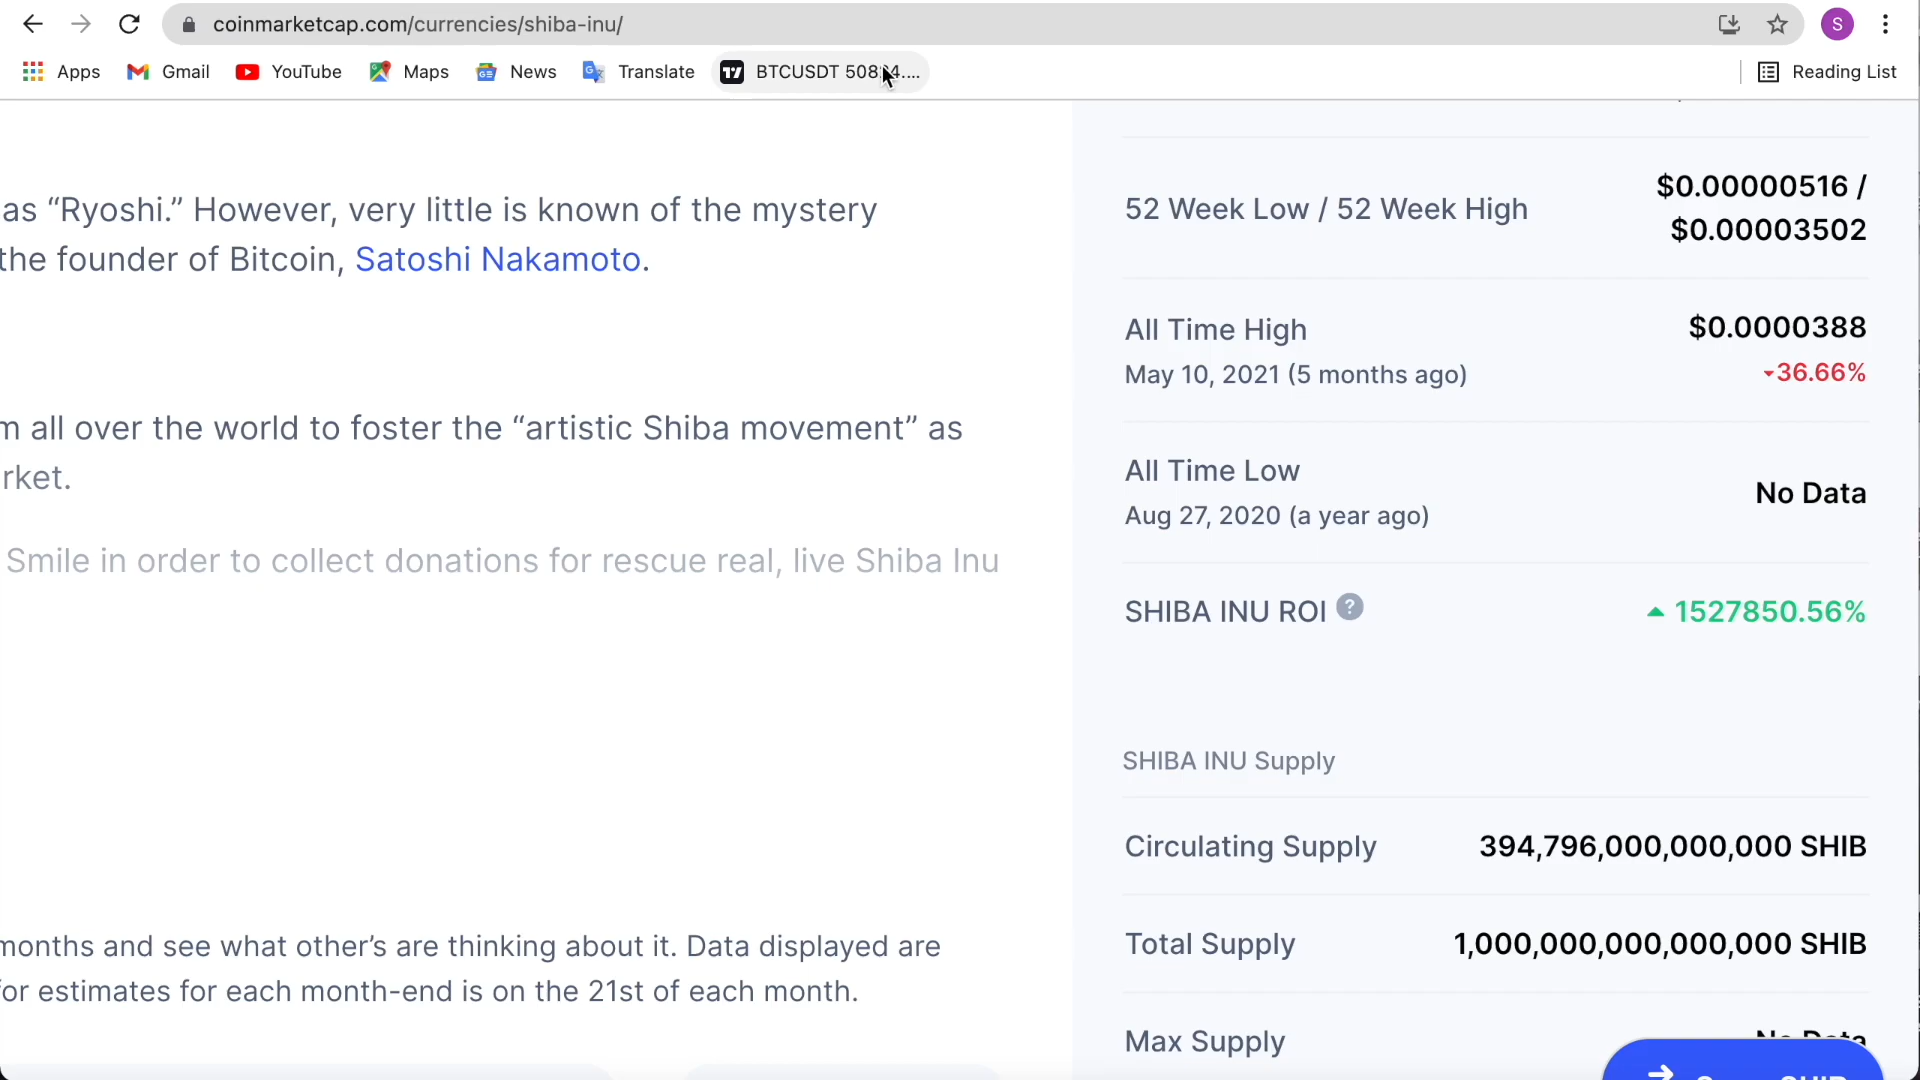 coinmarketcap.com/currencies/shiba-inu/
S
Apps
Gmail
YouTube
Maps
News
Translate
BTCUSDT
Reading List
as “Ryoshi.” However, very little is known of the mystery
the founder of Bitcoin, Satoshi Nakamoto.
all over the world to foster the “artistic Shiba movement” as
rket.
Smile in order to collect donations for rescue real, live Shiba Inu
months and see what other’s are thinking about it. Data displayed are
for estimates for each month-end is on the 21st of each month.
52 Week Low / 52 Week High
$0.00000516 /
$0.00003502
All Time High
$0.0000388
May 10, 2021 (5 months ago)
36.66%
All Time Low
No Data
Aug 27, 2020 (a year ago)
SHIBA INU ROI ?
1527850.56%
SHIBA INU Supply
Circulating Supply
394,796,000,000,000 SHIB
Total Supply
1,000,000,000,000,000 SHIB
Max Supply
No Data